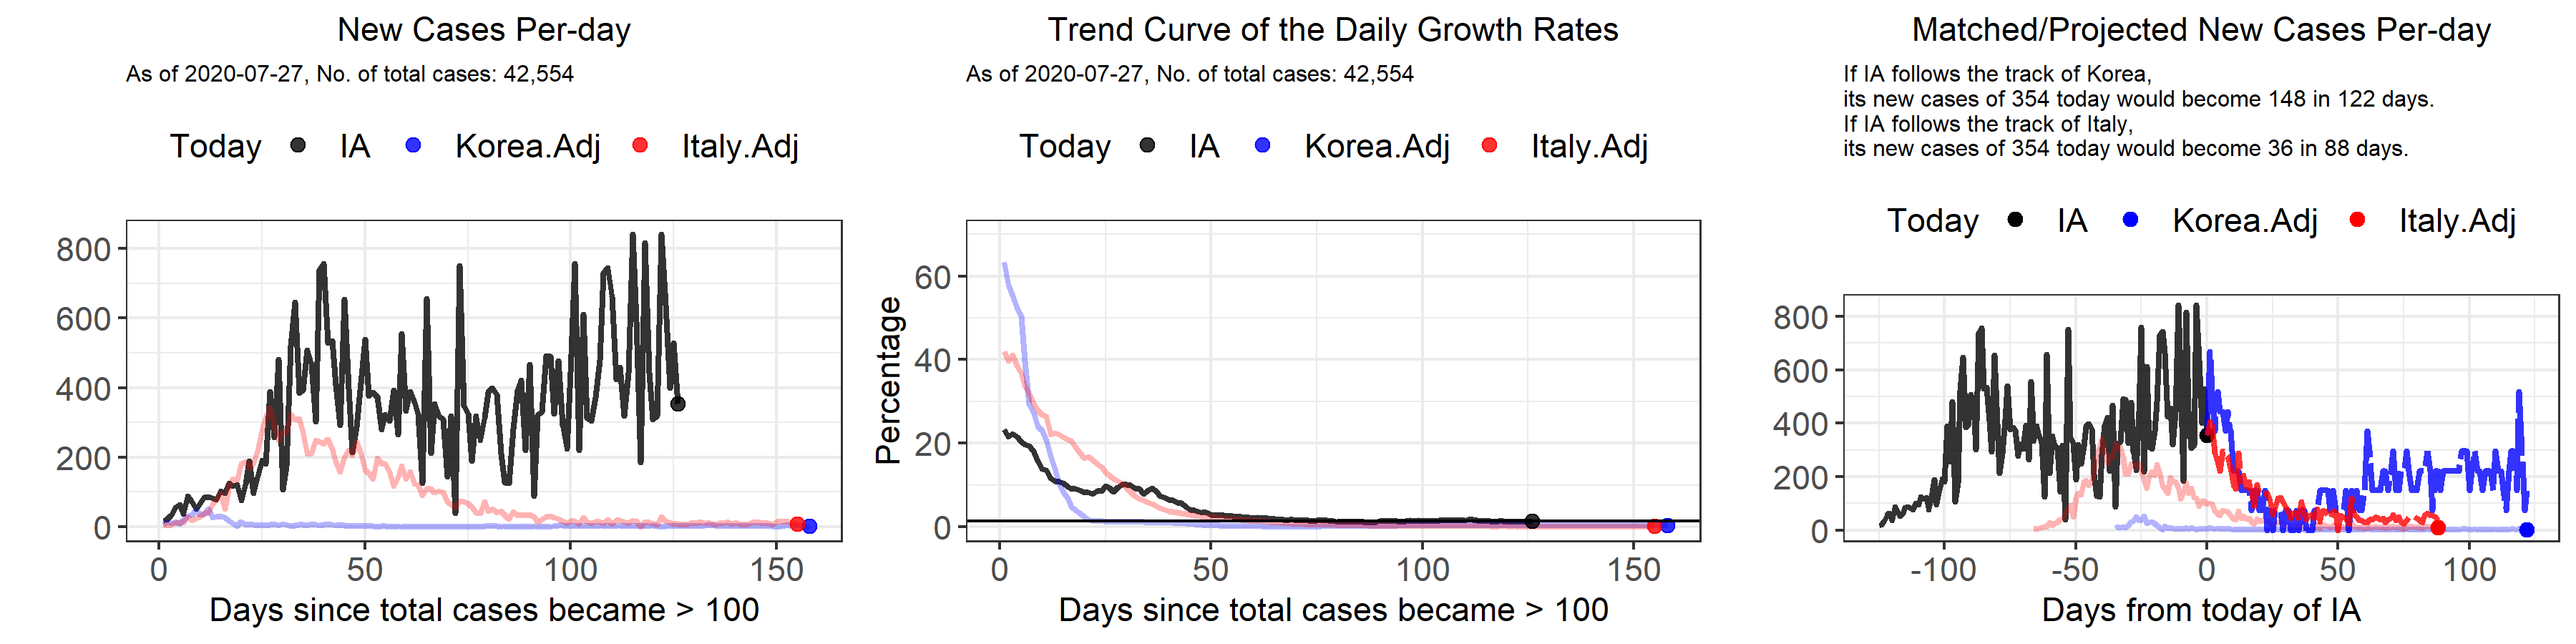 New Cases Per-day
As of 2020-07-27, No. of total cases: 42,554
Today IA Korea.Adj Italy.Adj
800
600
400
200
0
0 50 100 150
Days since total cases became > 100
Trend Curve of the Daily Growth Rates
As of 2020-07-27, No. of total cases: 42,554
Today IA Korea.Adj Italy.Adj
Percentage
60
40
20
0
0 50 100 150
Days since total cases became > 100
Matched/Projected New Cases Per-day
If IA follows the track of Korea,
its new cases of 354 today would become 148 in 122 days.
If IA follows the track of Italy,
its new cases of 354 today would become 36 in 88 days.
Today IA Korea.Adj Italy.Adj
800
600
400
200
0
-100 -50 0 50 100
Days from today of IA